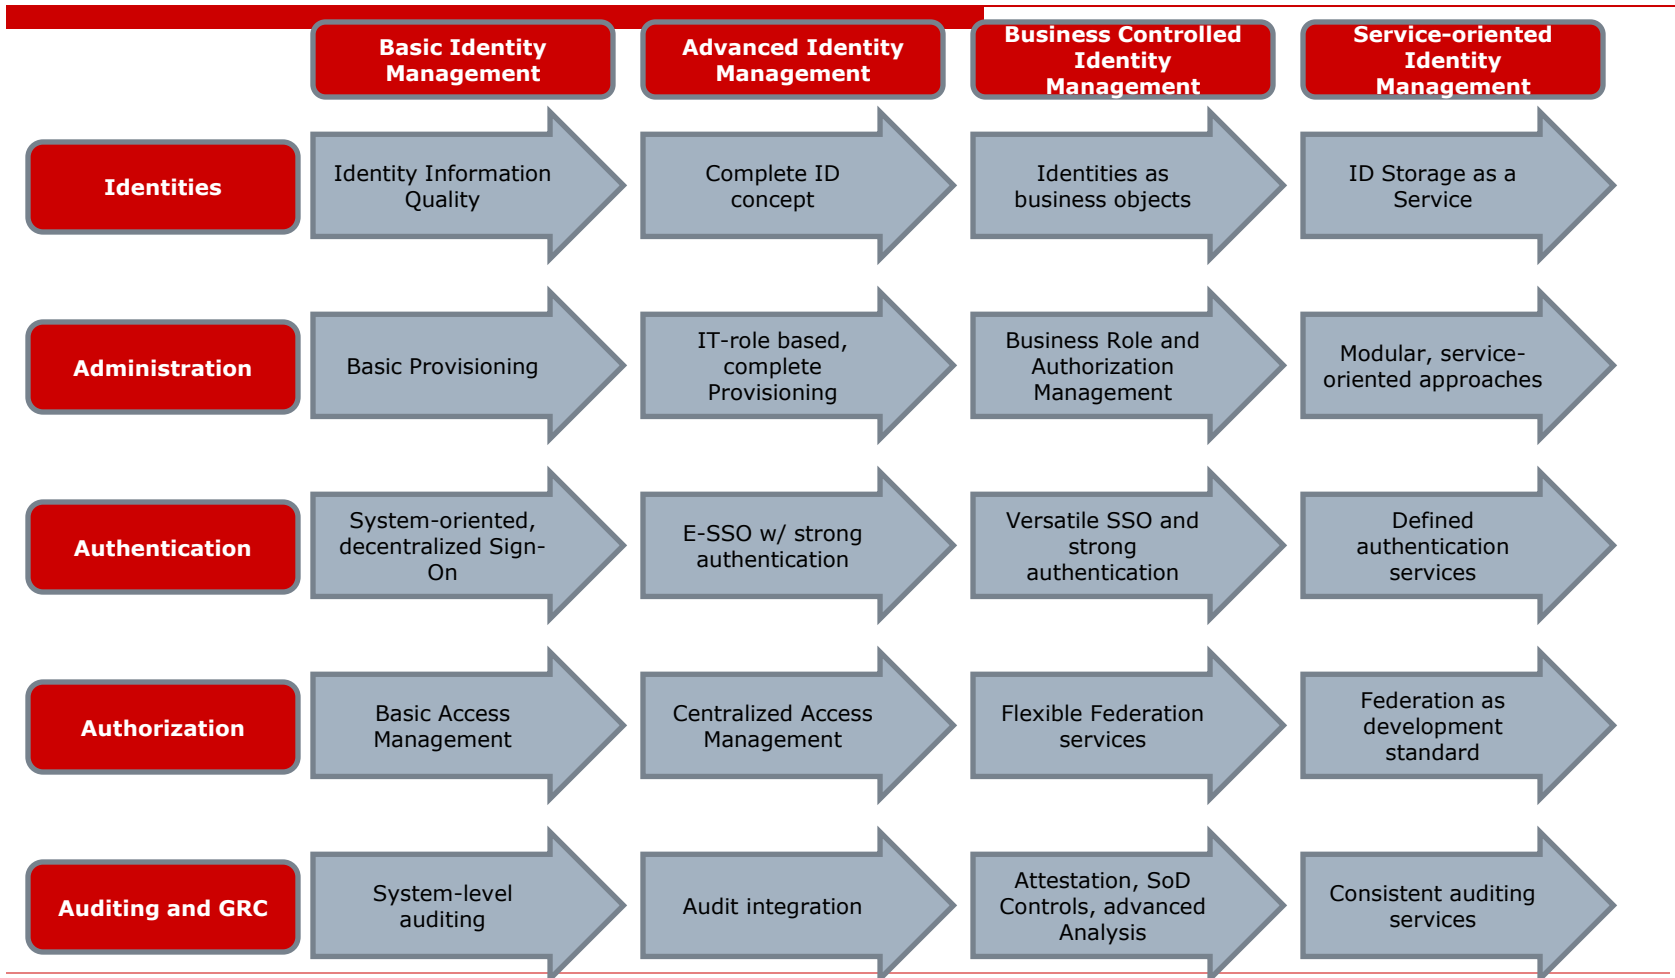 Basic Identity
Management
Advanced Identity
Management
Business Controlled
Identity
Management
Service-oriented
Identity
Management
Identities
Identity Information
Quality
Complete ID
concept
Identities as
business objects
ID Storage as a
Service
Administration
Basic Provisioning
IT-role based,
complete
Provisioning
Business Role and
Authorization
Management
Modular, service-
oriented approaches
Authentication
System-oriented,
decentralized Sign-
On
E-SSO w/ strong
authentication
Versatile SSO and
strong
authentication
Defined
authentication
services
Authorization
Basic Access
Management
Centralized Access
Management
Flexible Federation
services
Federation as
development
standard
Auditing and GRC
System-level
auditing
Audit integration
Attestation, SoD
Controls, advanced
Analysis
Consistent auditing
services